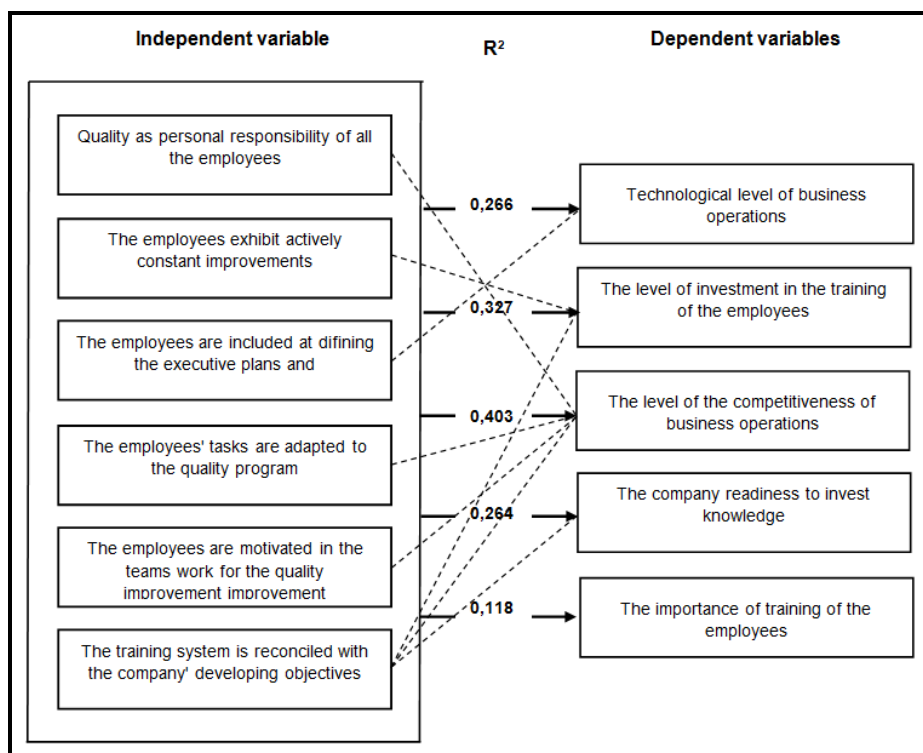 Independent variable
R²
Dependent variables
Quality as personal responsibility of all
the employees
The employees exhibit actively
constant improvements
The employees are included at difining
the executive plans and
The employees' tasks are adapted to
the quality program
The employees are motivated in the
teams work for the quality
improvement improvement
The training system is reconciled with
the company' developing objectives
0,266
0,327
0,403
0,264
0,118
Technological level of business
operations
The level of investment in the training
of the employees
The level of the competitiveness of
business operations
The company readiness to invest
knowledge
The importance of training of the
employees